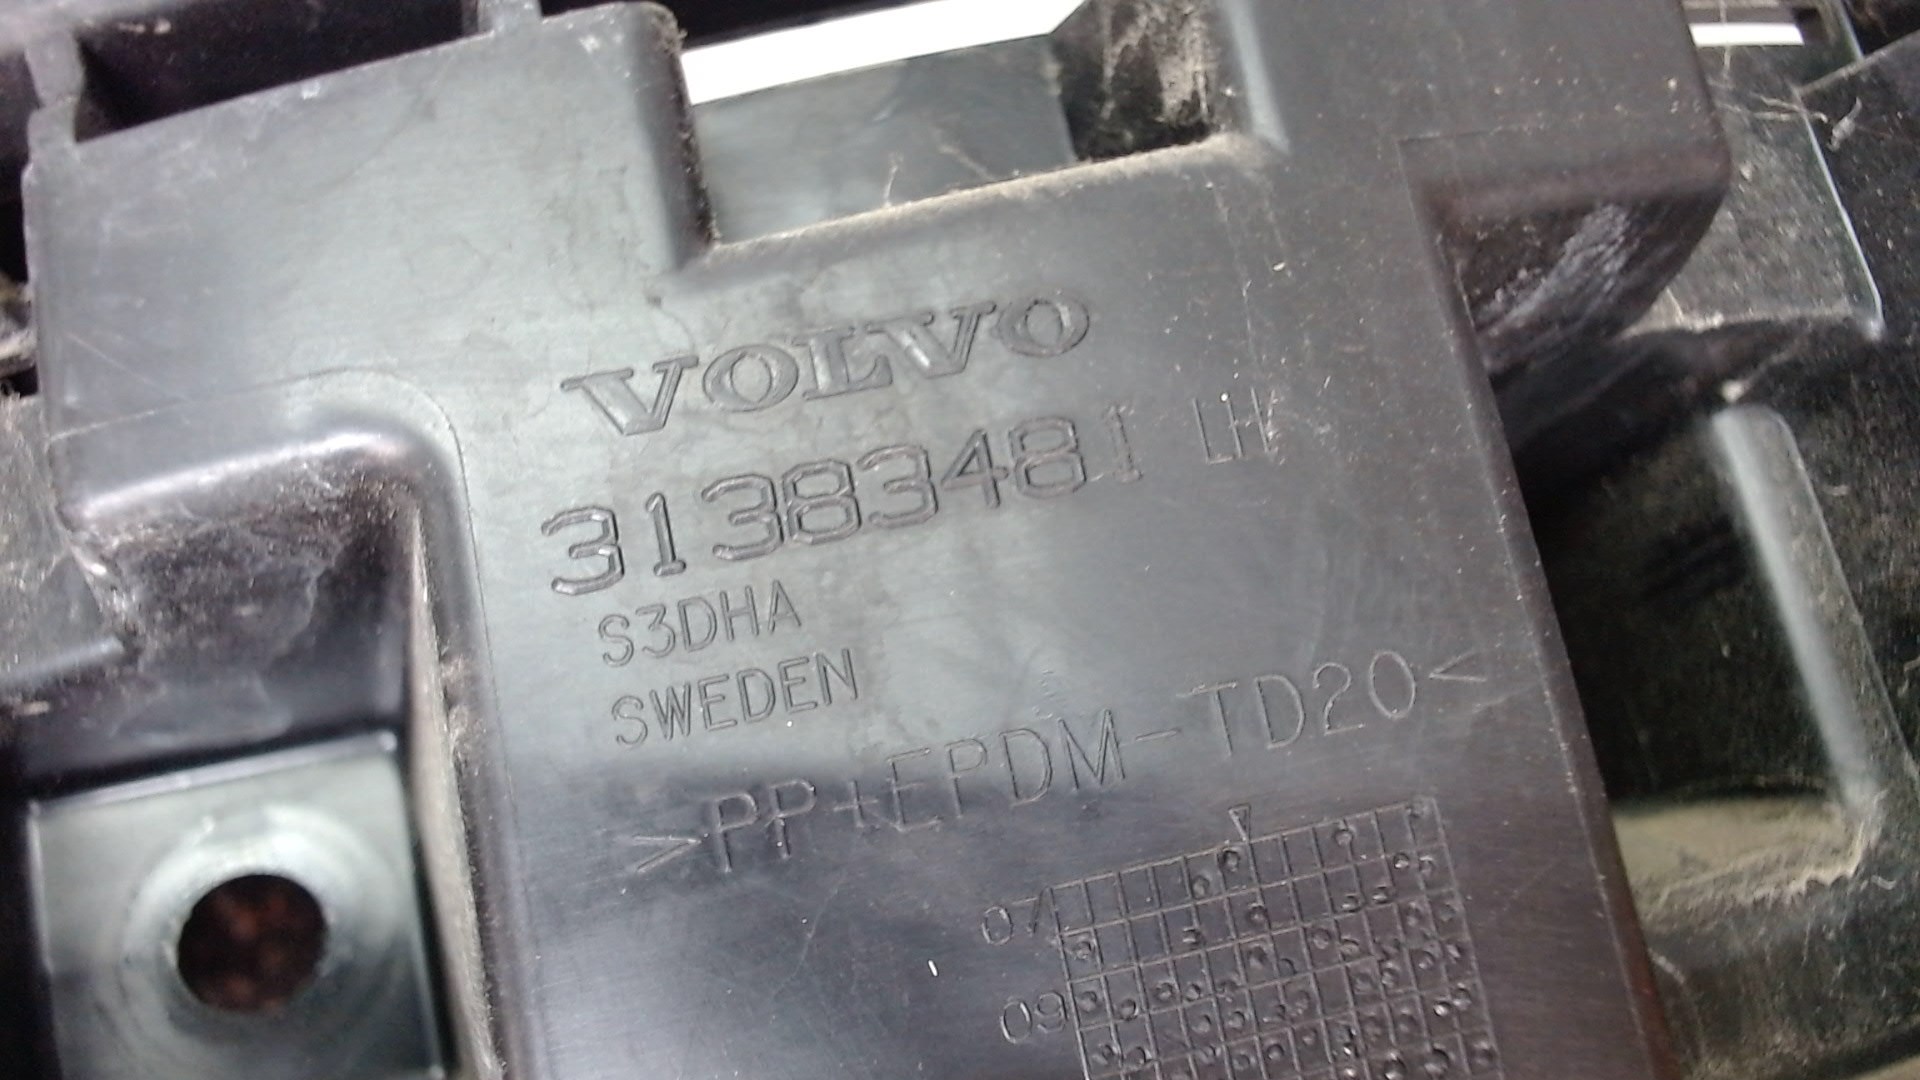 VOLVO
31383481 LH
S3DHA
SWEDEN
>PP+EPDM-TD20<
07
09